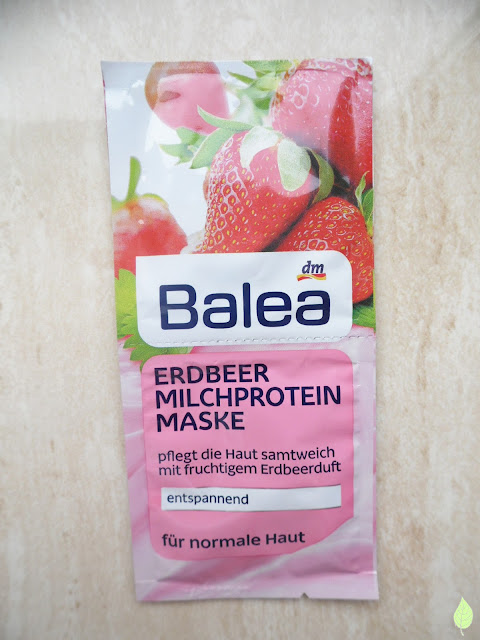 dm
Balea
ERDBEER
MILCHPROTEIN
MASKE
pflegt die Haut samtweich
mit fruchtigem Erdbeerduft
entspannend
für normale Haut